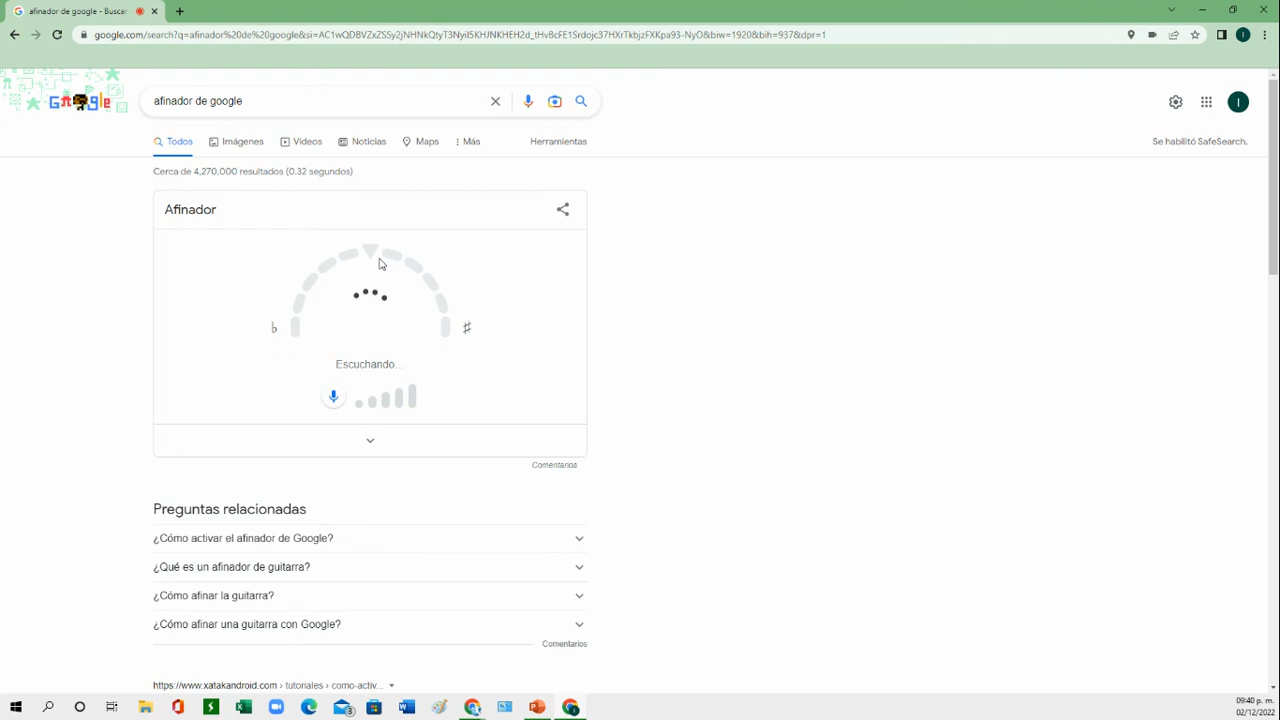 afinador de google - Buscar
google.com/search?q=afinador%20de%20google&si=AC1wQDBVZxZSSy2jNHNkQtyT3NyiI5KHJNKHEH2d_tHv8cFE1Srdojc37HXrTkbjzFXKpa93-NyO&biw=1920&bih=937&dpr=1
Google
afinador de google
I
Todos Imágenes Videos Noticias Maps Más Herramientas
Se habilitó SafeSearch.
Cerca de 4,270,000 resultados (0.32 segundos)
Afinador
♭ ♯
Escuchando...
Comentarios
Preguntas relacionadas
¿Cómo activar el afinador de Google?
¿Qué es un afinador de guitarra?
¿Cómo afinar la guitarra?
¿Cómo afinar una guitarra con Google?
Comentarios
https://www.xatakandroid.com › tutoriales › como-activ...
09:40 p. m.
02/12/2022